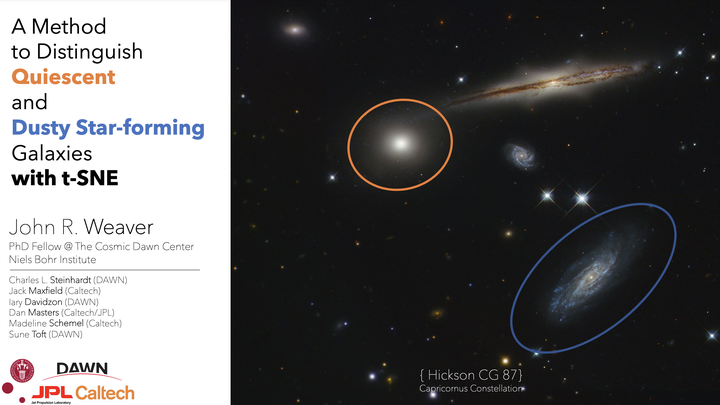 A Method
to Distinguish
Quiescent
and
Dusty Star-forming
Galaxies
with t-SNE
John R. Weaver
PhD Fellow @ The Cosmic Dawn Center
Niels Bohr Institute
Charles L. Steinhardt (DAWN)
Jack Maxfield (Caltech)
Iary Davidzon (DAWN)
Dan Masters (Caltech/JPL)
Madeline Schemel (Caltech)
Sune Toft (DAWN)
DAWN
JPL Caltech
Jet Propulsion Laboratory
{ Hickson CG 87}
Capricornus Constellation